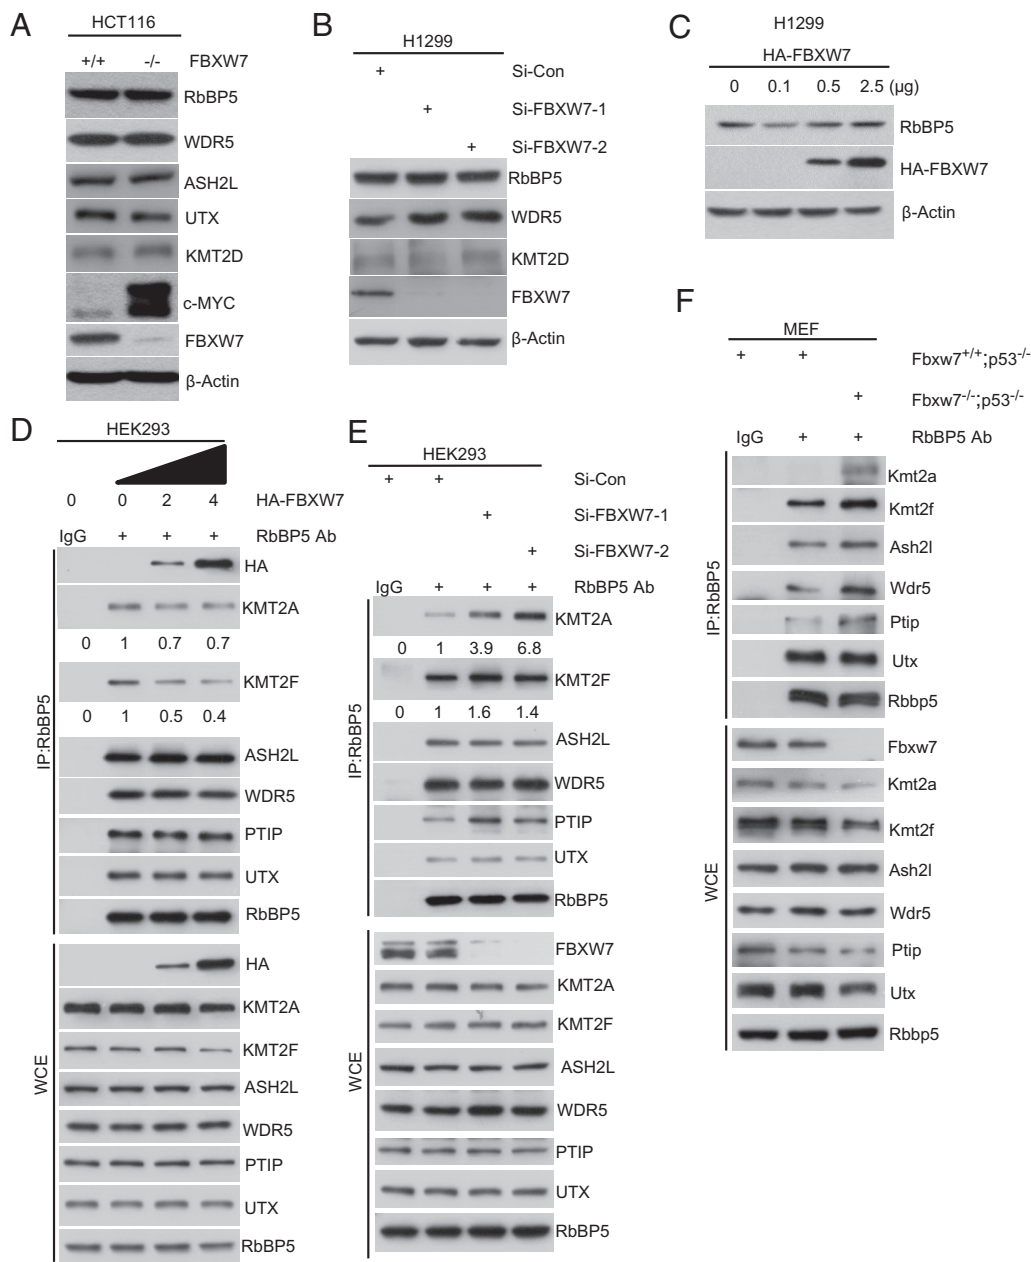 A
HCT116
+/+ -/- FBXW7
RbBP5
WDR5
ASH2L
UTX
KMT2D
c-MYC
FBXW7
β-Actin
B
H1299
+ Si-Con
+ Si-FBXW7-1
+ Si-FBXW7-2
RbBP5
WDR5
KMT2D
FBXW7
β-Actin
C
H1299
HA-FBXW7
0 0.1 0.5 2.5 (μg)
RbBP5
HA-FBXW7
β-Actin
D
HEK293
0 0 2 4 HA-FBXW7
IgG + + + RbBP5 Ab
IP:RbBP5
HA
KMT2A
0 1 0.7 0.7
KMT2F
0 1 0.5 0.4
ASH2L
WDR5
PTIP
UTX
RbBP5
WCE
HA
KMT2A
KMT2F
ASH2L
WDR5
PTIP
UTX
RbBP5
E
HEK293
+ + Si-Con
+ Si-FBXW7-1
+ Si-FBXW7-2
IgG + + + RbBP5 Ab
IP:RbBP5
KMT2A
0 1 3.9 6.8
KMT2F
0 1 1.6 1.4
ASH2L
WDR5
PTIP
UTX
RbBP5
WCE
FBXW7
KMT2A
KMT2F
ASH2L
WDR5
PTIP
UTX
RbBP5
F
MEF
+ + Fbxw7+/+;p53-/-
+ Fbxw7-/-;p53-/-
IgG + + RbBP5 Ab
IP:RbBP5
Kmt2a
Kmt2f
Ash2l
Wdr5
Ptip
Utx
Rbbp5
WCE
Fbxw7
Kmt2a
Kmt2f
Ash2l
Wdr5
Ptip
Utx
Rbbp5